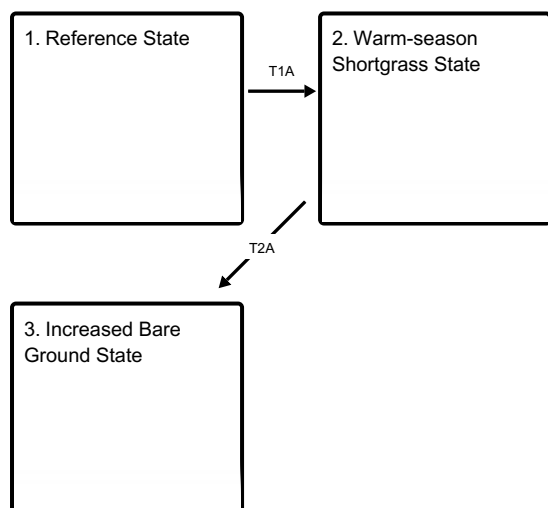 1. Reference State
T1A
2. Warm-season
Shortgrass State
T2A
3. Increased Bare
Ground State